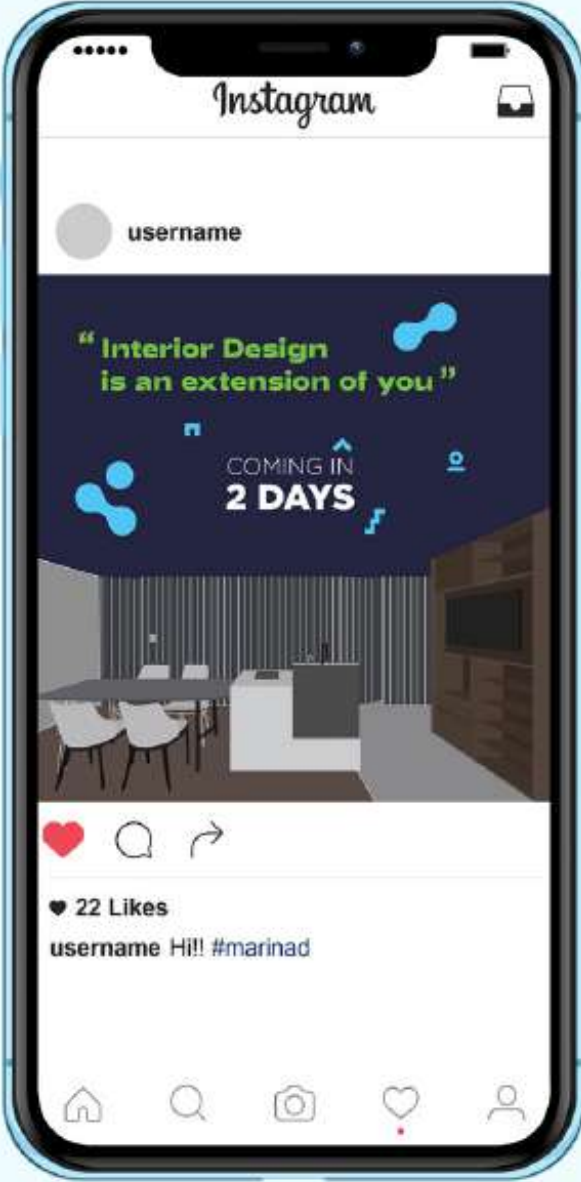 Instagram
username
“Interior Design
is an extension of you”
COMING IN
2 DAYS
22 Likes
username Hi!! #marinad